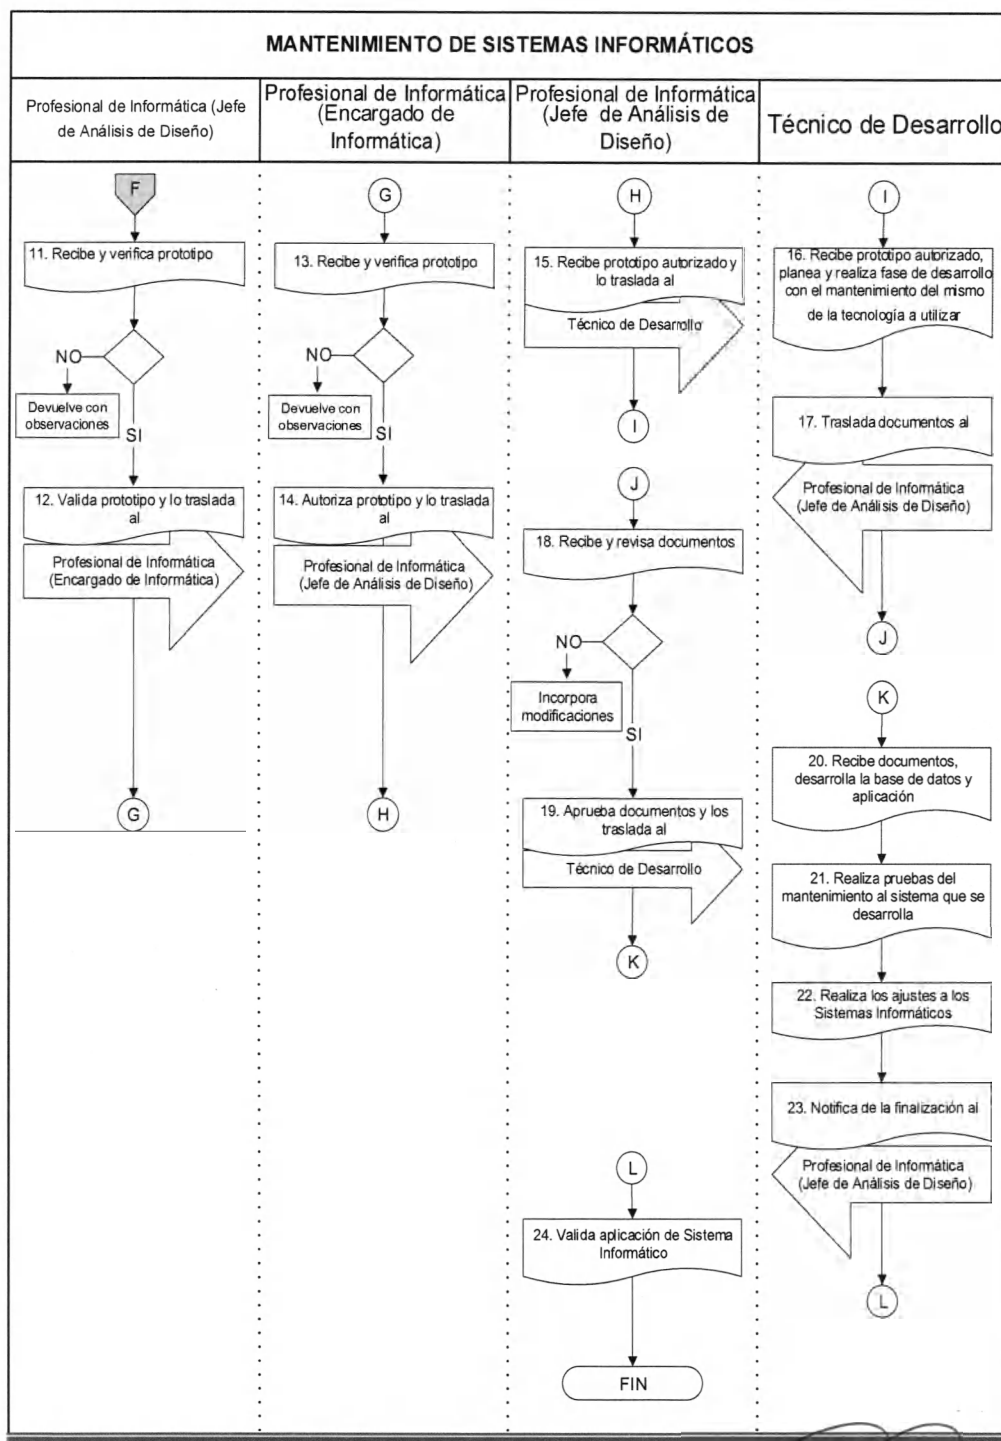 MANTENIMIENTO DE SISTEMAS INFORMÁTICOS
Profesional de Informática (Jefe
de Análisis de Diseño)
Profesional de Informática
(Encargado de
Informática)
Profesional de Informática
(Jefe de Análisis de
Diseño)
Técnico de Desarrollo
F
11. Recibe y verifica prototipo
NO
Devuelve con
observaciones
SI
12. Valida prototipo y lo traslada
al
Profesional de Informática
(Encargado de Informática)
G
G
13. Recibe y verifica prototipo
NO
Devuelve con
observaciones
SI
14. Autoriza prototipo y lo traslada
al
Profesional de Informática
(Jefe de Análisis de Diseño)
H
H
15. Recibe prototipo autorizado y
lo traslada al
Técnico de Desarrollo
I
J
18. Recibe y revisa documentos
NO
Incorpora
modificaciones
SI
19. Aprueba documentos y los
traslada al
Técnico de Desarrollo
K
L
24. Valida aplicación de Sistema
Informático
FIN
I
16. Recibe prototipo autorizado,
planea y realiza fase de desarrollo
con el mantenimiento del mismo
de la tecnología a utilizar
17. Traslada documentos al
Profesional de Informática
(Jefe de Análisis de Diseño)
J
K
20. Recibe documentos,
desarrolla la base de datos y
aplicación
21. Realiza pruebas del
mantenimiento al sistema que se
desarrolla
22. Realiza los ajustes a los
Sistemas Informáticos
23. Notifica de la finalización al
Profesional de Informática
(Jefe de Análisis de Diseño)
L